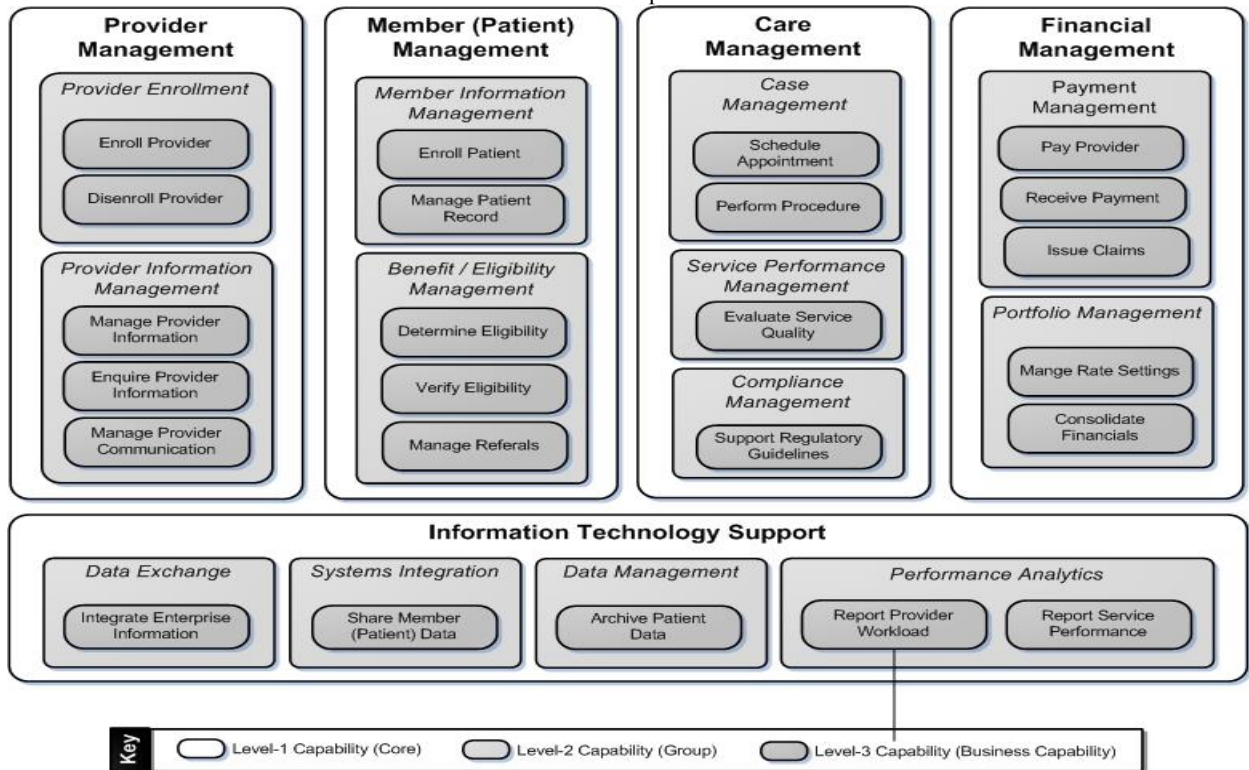 Provider
Management
Provider Enrollment
Enroll Provider
Disenroll Provider
Provider Information
Management
Manage Provider
Information
Enquire Provider
Information
Manage Provider
Communication
Member (Patient)
Management
Member Information
Management
Enroll Patient
Manage Patient
Record
Benefit / Eligibility
Management
Determine Eligibility
Verify Eligibility
Manage Referals
Care
Management
Case
Management
Schedule
Appointment
Perform Procedure
Service Performance
Management
Evaluate Service
Quality
Compliance
Management
Support Regulatory
Guidelines
Financial
Management
Payment
Management
Pay Provider
Receive Payment
Issue Claims
Portfolio Management
Mange Rate Settings
Consolidate
Financials
Information Technology Support
Data Exchange
Integrate Enterprise
Information
Systems Integration
Share Member
(Patient) Data
Data Management
Archive Patient
Data
Performance Analytics
Report Provider
Workload
Report Service
Performance
Key
Level-1 Capability (Core)
Level-2 Capability (Group)
Level-3 Capability (Business Capability)